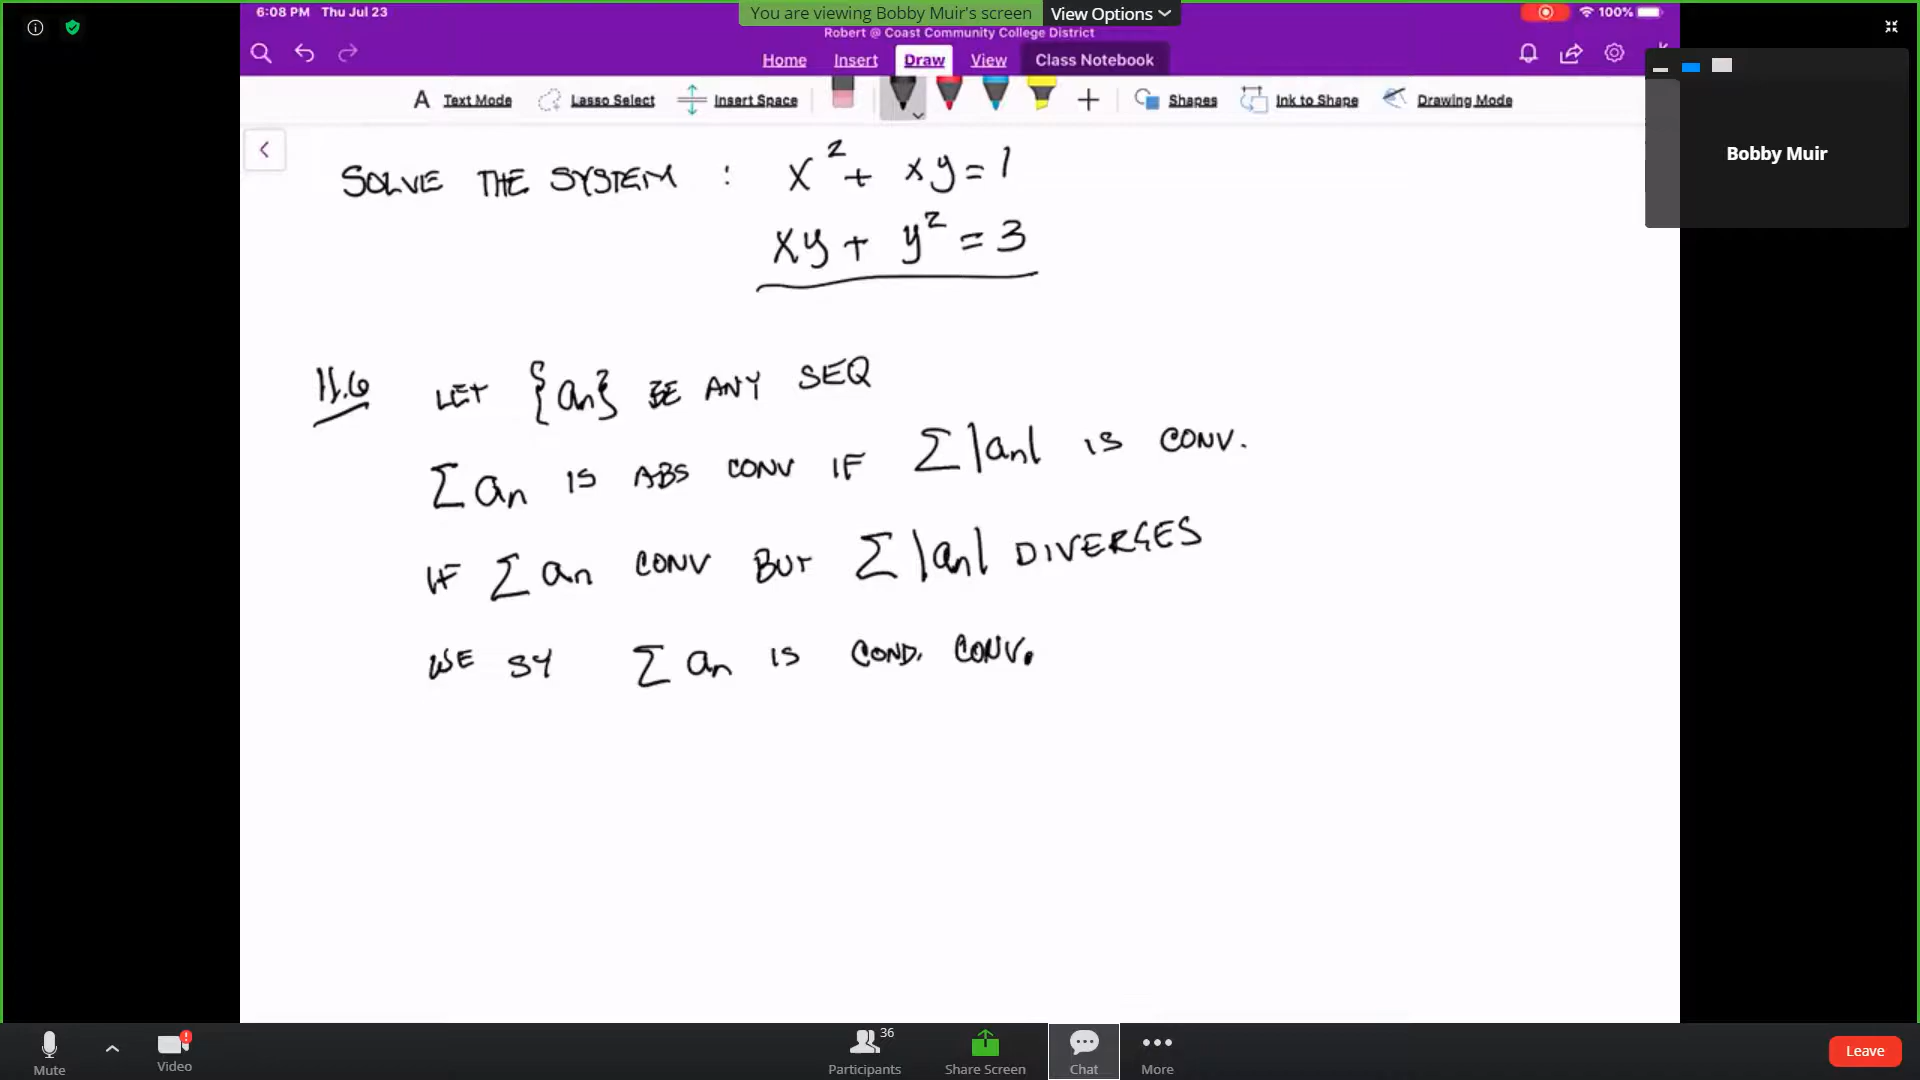 6:08 PM Thu Jul 23
You are viewing Bobby Muir's screen View Options
100%
Robert @ Coast Community College District
Home Insert Draw View Class Notebook
A Text Mode Lasso Select Insert Space Shapes Ink to Shape Drawing Mode
Bobby Muir
SOLVE THE SYSTEM : x² + xy = 1
xy + y² = 3
11.6 LET {an} BE ANY SEQ
Σ an IS ABS CONV IF Σ |an| IS CONV.
IF Σ an CONV BUT Σ |an| DIVERGES
WE SY Σ an IS COND. CONV.
Mute Video Participants 36 Share Screen Chat More Leave